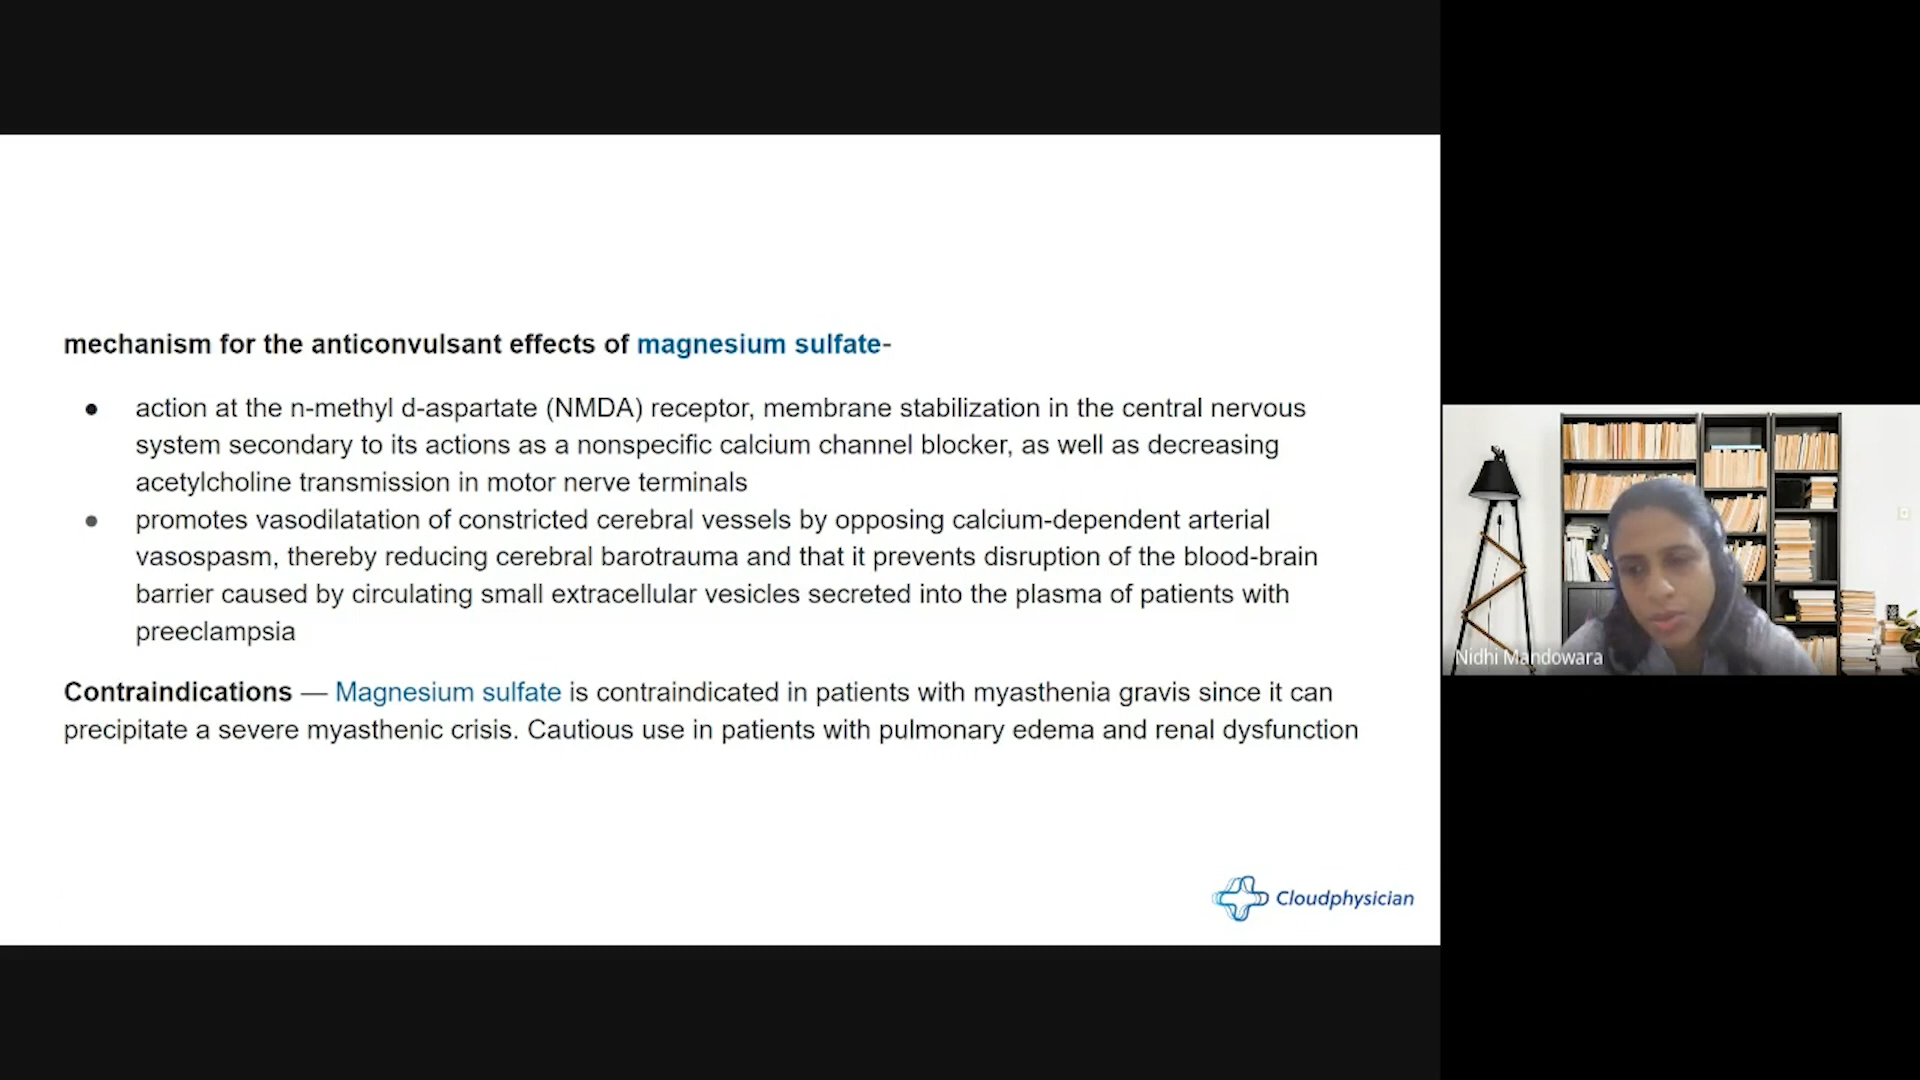 mechanism for the anticonvulsant effects of magnesium sulfate-
● action at the n-methyl d-aspartate (NMDA) receptor, membrane stabilization in the central nervous
system secondary to its actions as a nonspecific calcium channel blocker, as well as decreasing
acetylcholine transmission in motor nerve terminals
● promotes vasodilatation of constricted cerebral vessels by opposing calcium-dependent arterial
vasospasm, thereby reducing cerebral barotrauma and that it prevents disruption of the blood-brain
barrier caused by circulating small extracellular vesicles secreted into the plasma of patients with
preeclampsia
Contraindications — Magnesium sulfate is contraindicated in patients with myasthenia gravis since it can
precipitate a severe myasthenic crisis. Cautious use in patients with pulmonary edema and renal dysfunction
Cloudphysician
Nidhi Mandowara